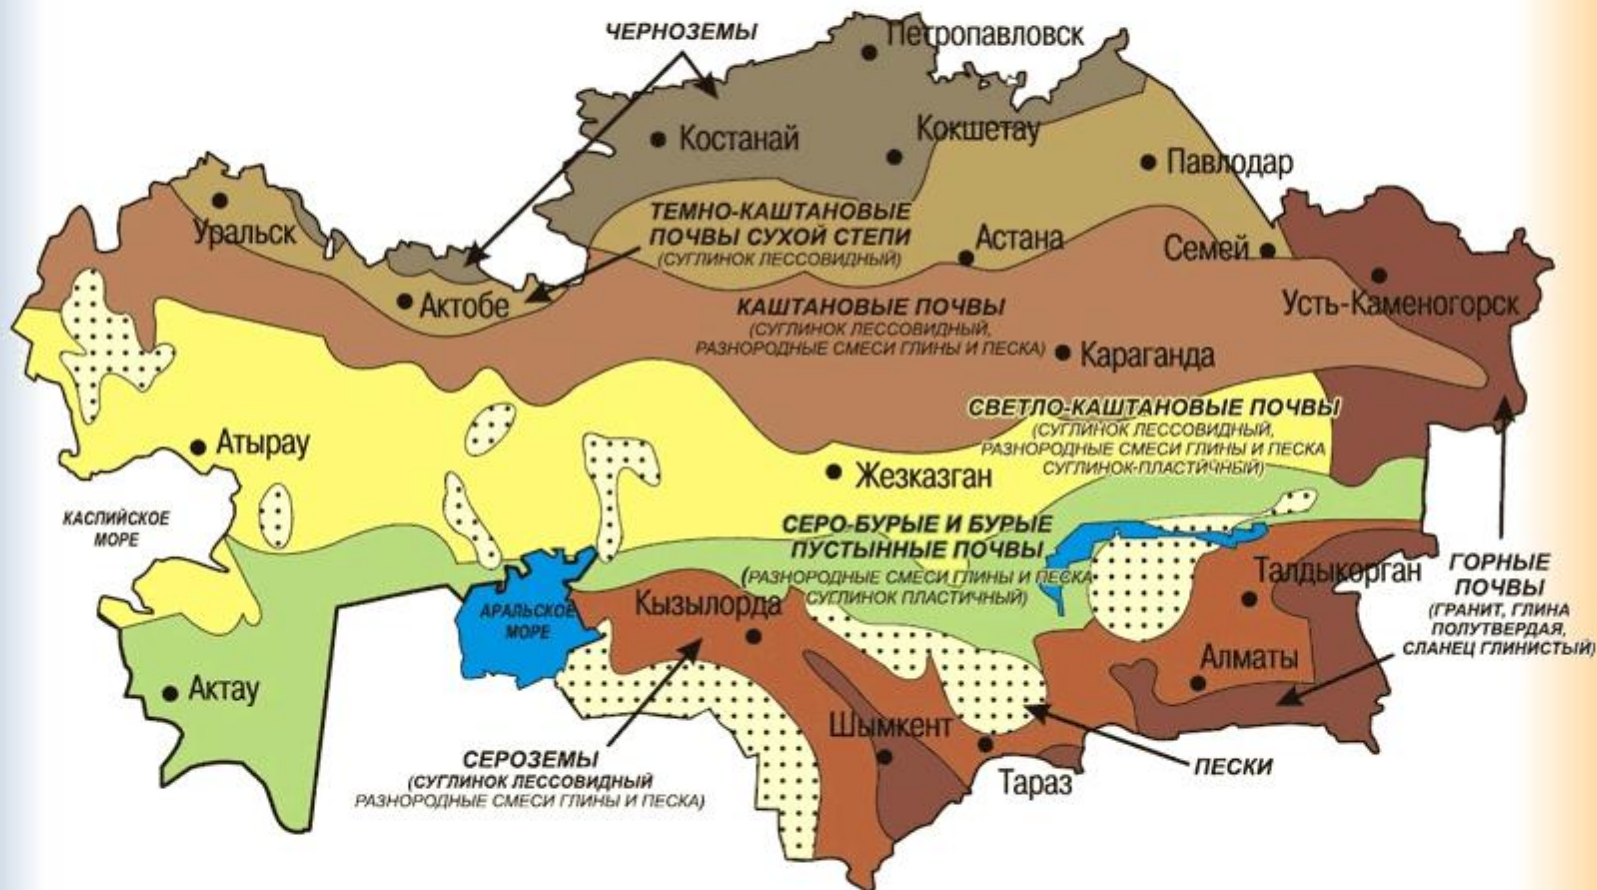 ЧЕРНОЗЕМЫ
Петропавловск
Костанай
Кокшетау
Павлодар
Уральск
ТЕМНО-КАШТАНОВЫЕ
ПОЧВЫ СУХОЙ СТЕПИ
(СУГЛИНОК ЛЕССОВИДНЫЙ)
Астана
Семей
Актобе
КАШТАНОВЫЕ ПОЧВЫ
(СУГЛИНОК ЛЕССОВИДНЫЙ,
РАЗНОРОДНЫЕ СМЕСИ ГЛИНЫ И ПЕСКА)
Усть-Каменогорск
Караганда
СВЕТЛО-КАШТАНОВЫЕ ПОЧВЫ
(СУГЛИНОК ЛЕССОВИДНЫЙ,
РАЗНОРОДНЫЕ СМЕСИ ГЛИНЫ И ПЕСКА
СУГЛИНОК-ПЛАСТИЧНЫЙ)
Атырау
Жезказган
КАСПИЙСКОЕ
МОРЕ
СЕРО-БУРЫЕ И БУРЫЕ
ПУСТЫННЫЕ ПОЧВЫ
(РАЗНОРОДНЫЕ СМЕСИ ГЛИНЫ И ПЕСКА
СУГЛИНОК ПЛАСТИЧНЫЙ)
Талдыкорган
ГОРНЫЕ
ПОЧВЫ
(ГРАНИТ, ГЛИНА
ПОЛУТВЕРДАЯ,
СЛАНЕЦ ГЛИНИСТЫЙ)
АРАЛЬСКОЕ
МОРЕ
Кызылорда
Алматы
Актау
Шымкент
Тараз
ПЕСКИ
СЕРОЗЕМЫ
(СУГЛИНОК ЛЕССОВИДНЫЙ
РАЗНОРОДНЫЕ СМЕСИ ГЛИНЫ И ПЕСКА)